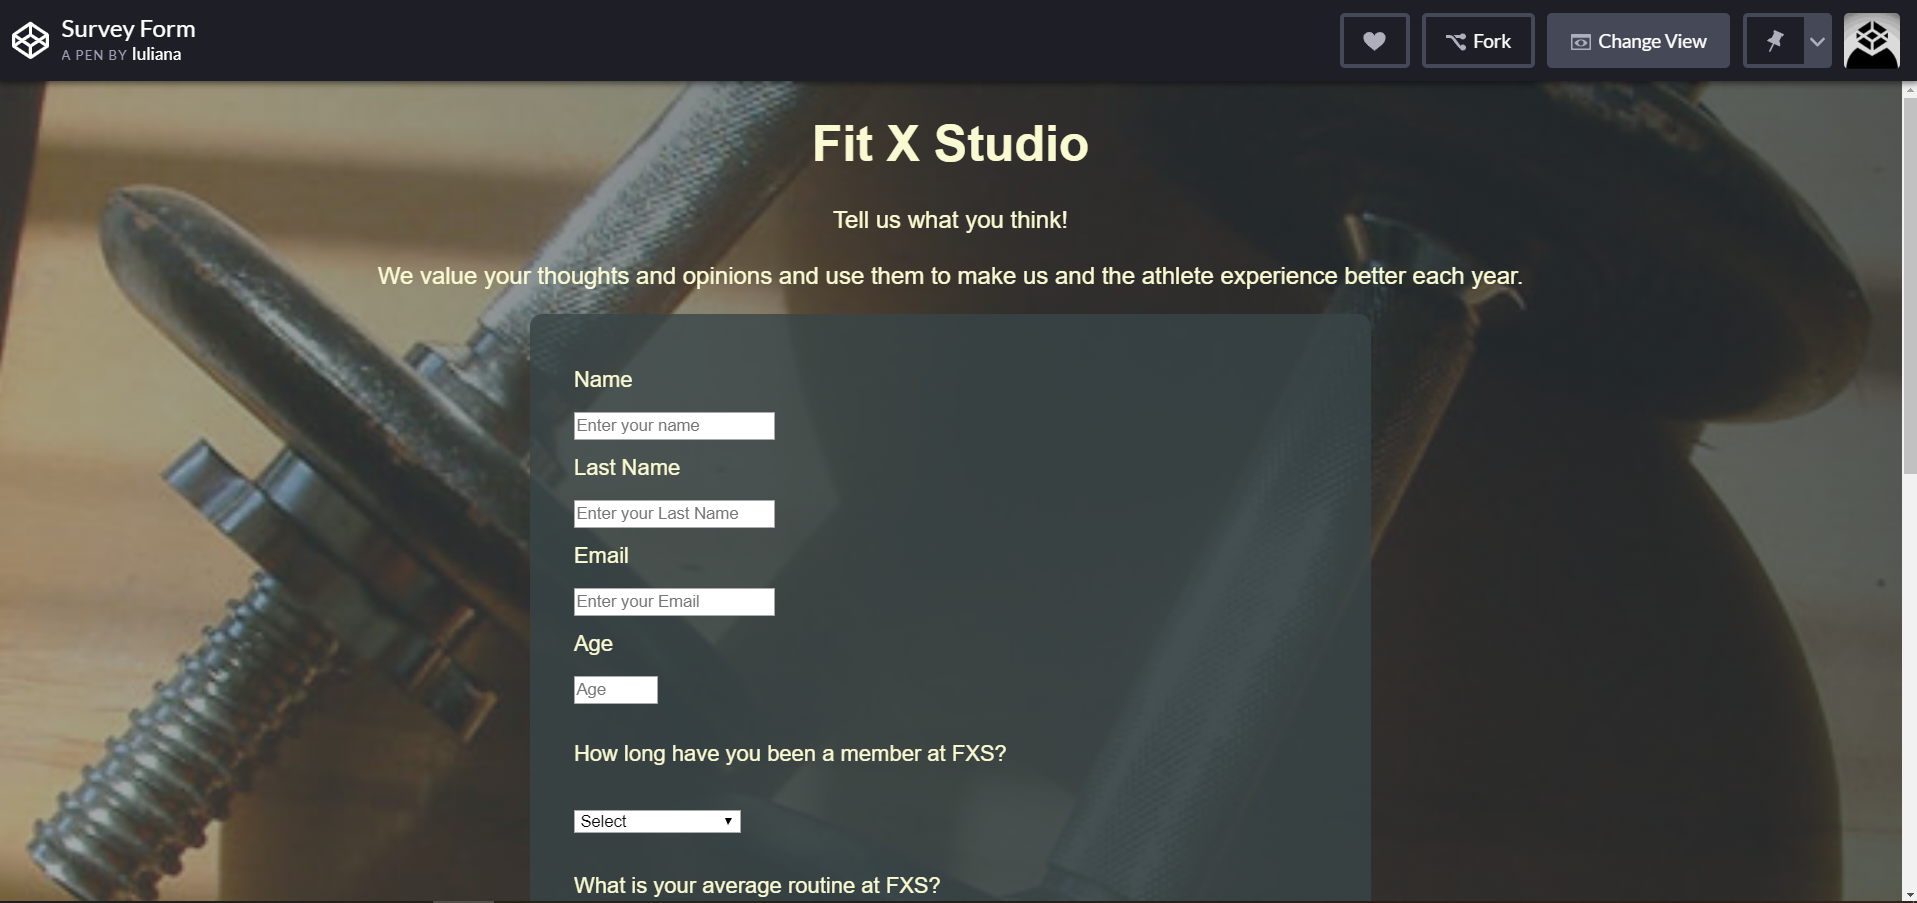 Survey Form
A PEN BY Iuliana
Fork
Change View
Fit X Studio
Tell us what you think!
We value your thoughts and opinions and use them to make us and the athlete experience better each year.
Name
Enter your name
Last Name
Enter your Last Name
Email
Enter your Email
Age
Age
How long have you been a member at FXS?
Select
What is your average routine at FXS?